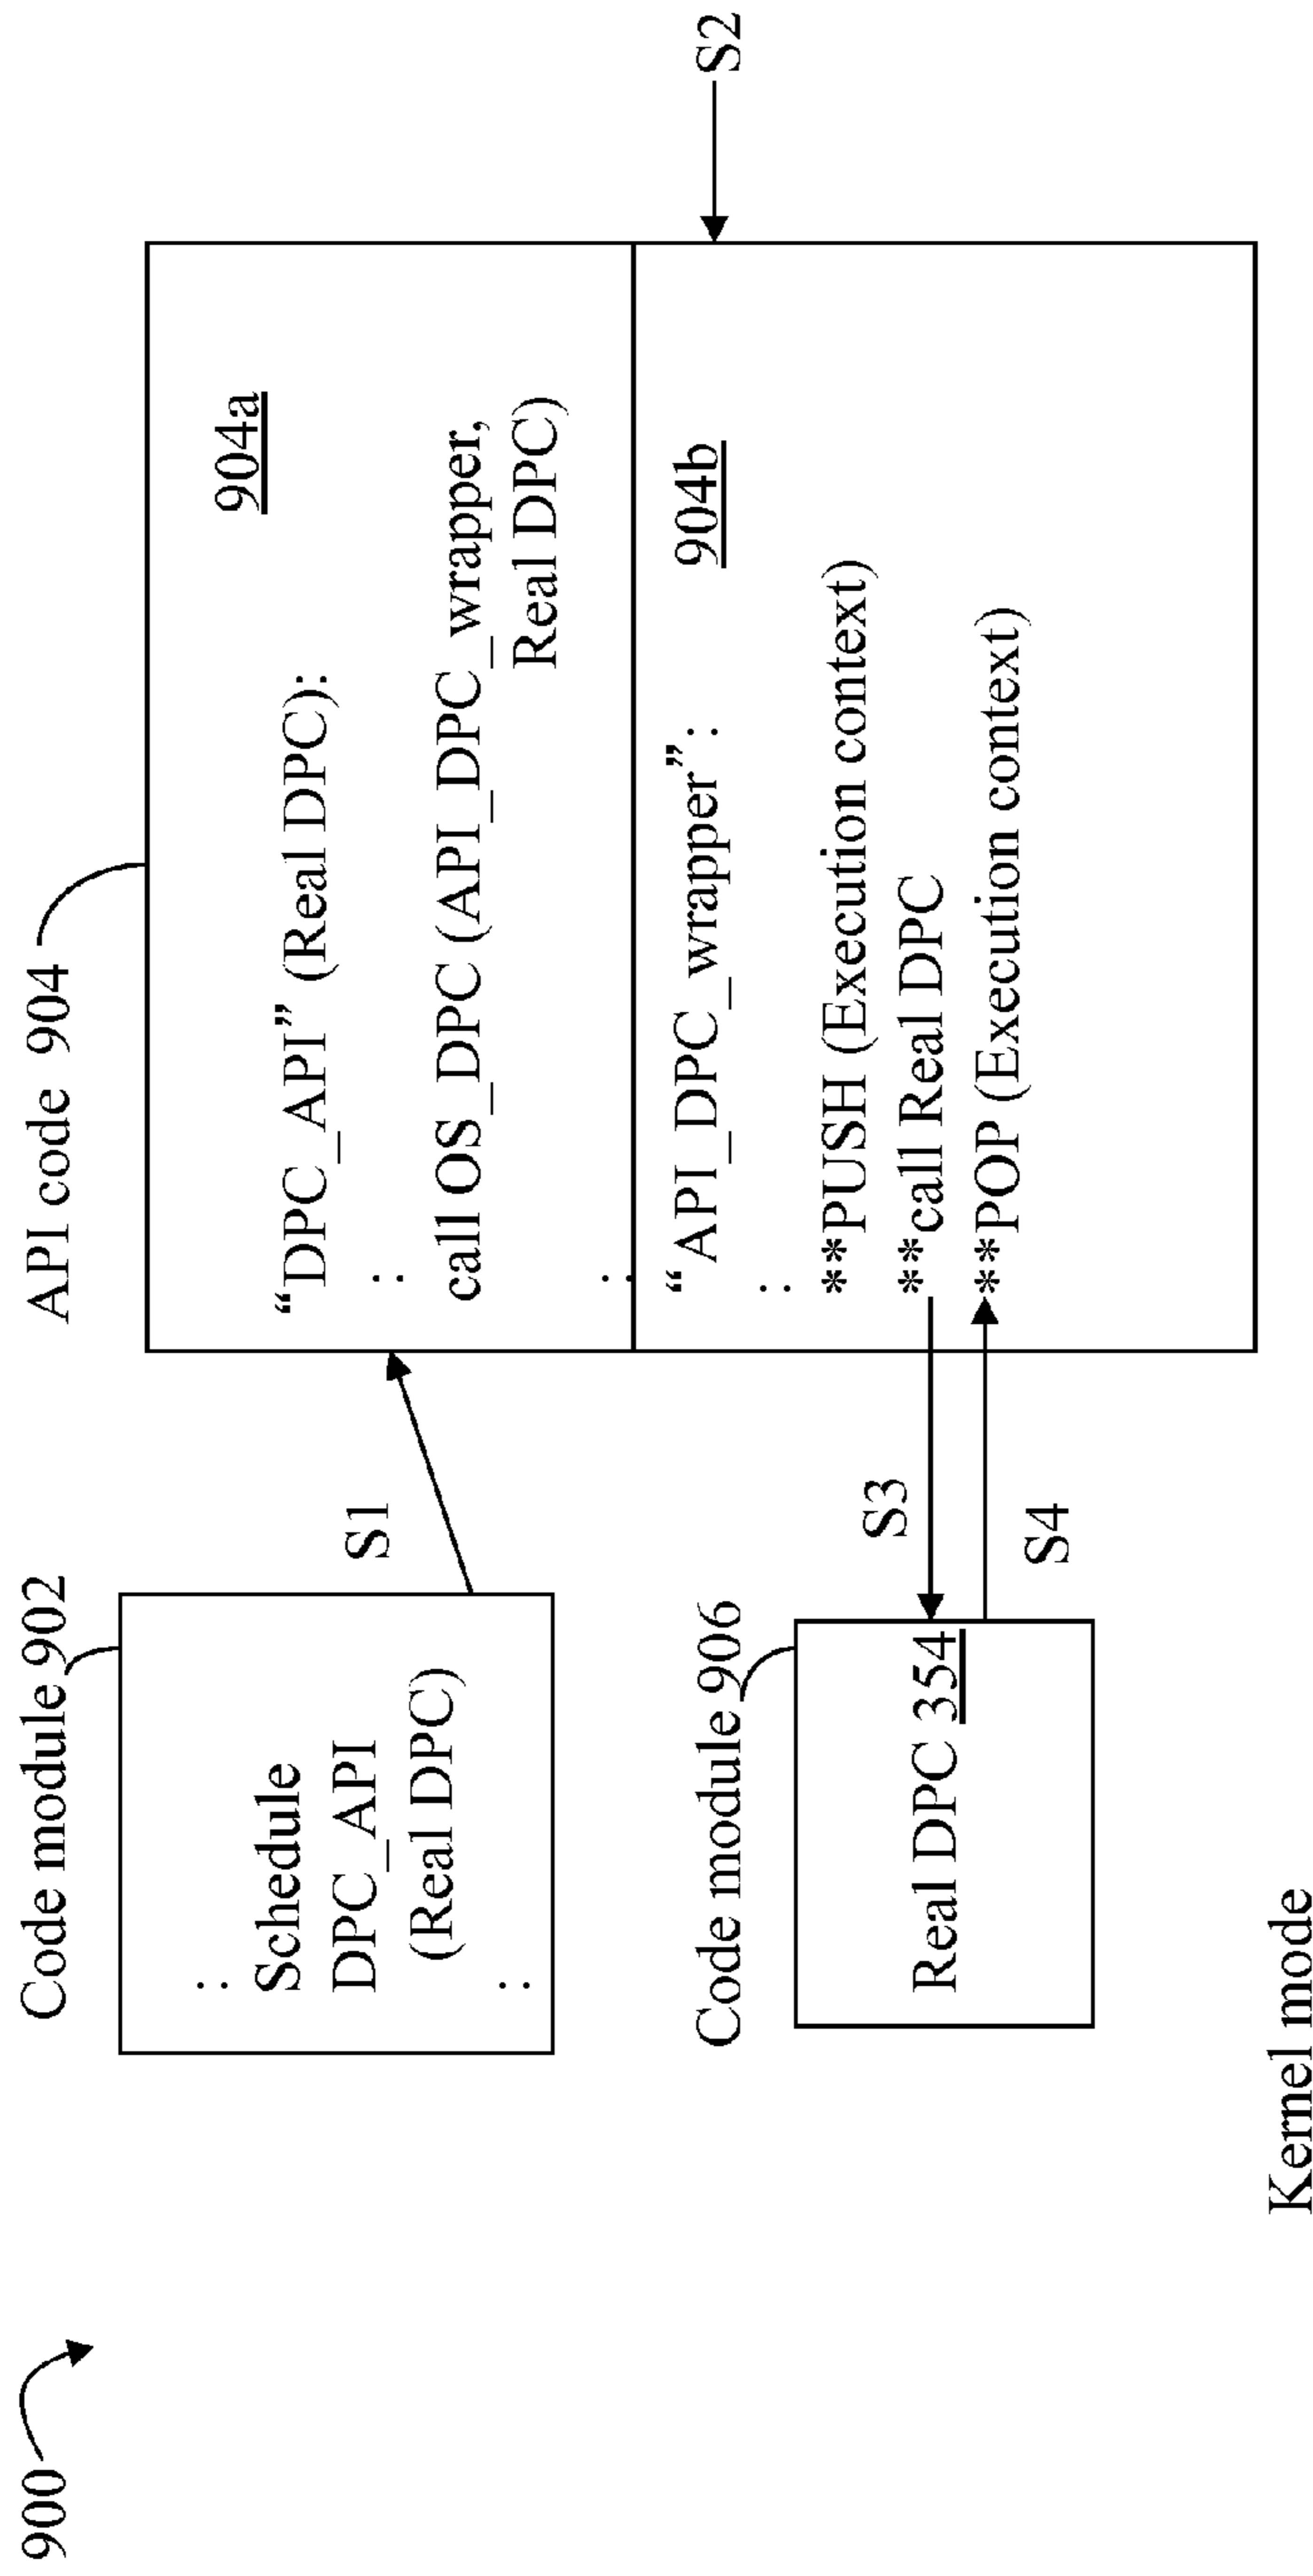 900
Code module 902
:
Schedule
DPC_API
(Real DPC)
:
S1
API code 904
904a
“DPC_API” (Real DPC):
:
call OS_DPC (API_DPC_wrapper,
Real DPC)
:
904b
“API_DPC_wrapper”:
:
**PUSH (Execution context)
**call Real DPC
**POP (Execution context)
S2
Code module 906
Real DPC 354
S3
S4
Kernel mode